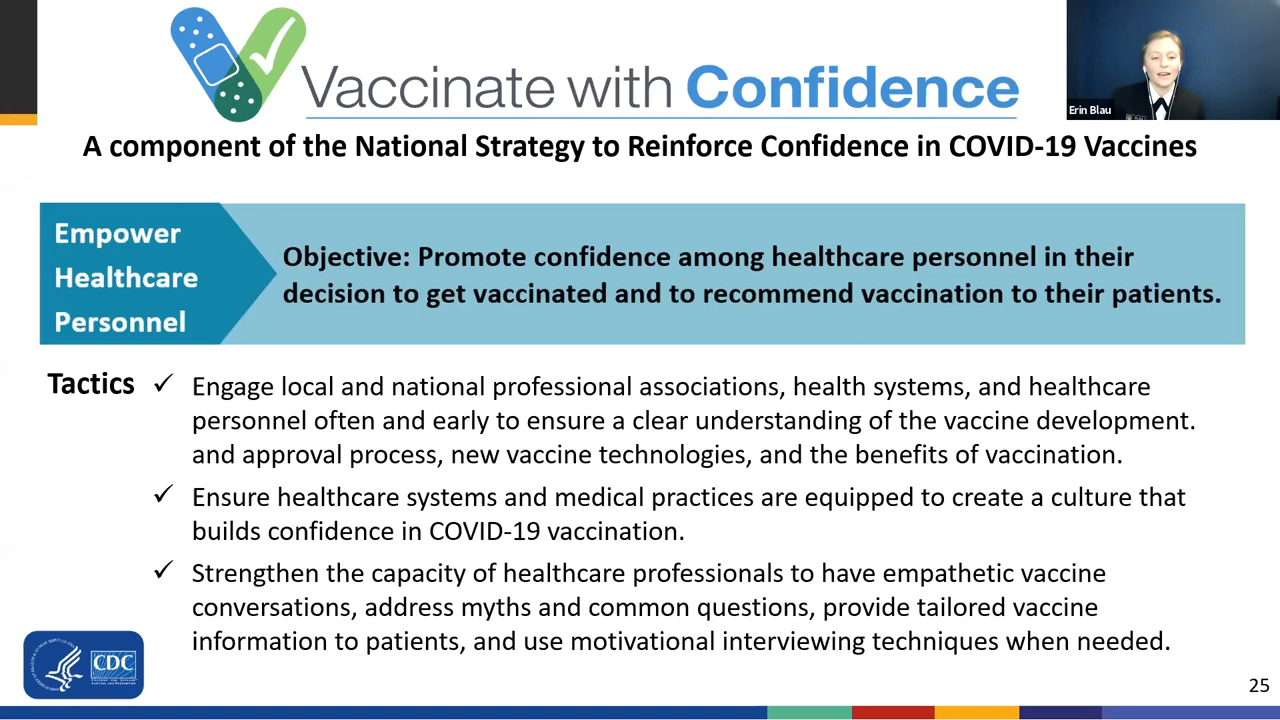 Vaccinate with Confidence
Erin Blau
A component of the National Strategy to Reinforce Confidence in COVID-19 Vaccines
Empower
Healthcare
Personnel
Objective: Promote confidence among healthcare personnel in their
decision to get vaccinated and to recommend vaccination to their patients.
Tactics
✓ Engage local and national professional associations, health systems, and healthcare
personnel often and early to ensure a clear understanding of the vaccine development.
and approval process, new vaccine technologies, and the benefits of vaccination.
✓ Ensure healthcare systems and medical practices are equipped to create a culture that
builds confidence in COVID-19 vaccination.
✓ Strengthen the capacity of healthcare professionals to have empathetic vaccine
conversations, address myths and common questions, provide tailored vaccine
information to patients, and use motivational interviewing techniques when needed.
CDC
25